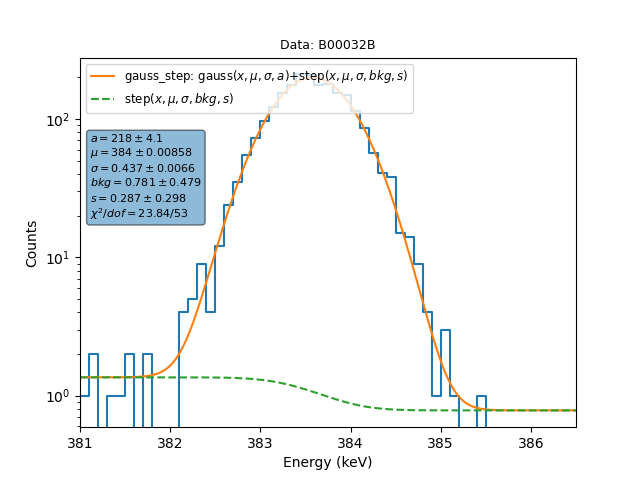 Data: B00032B
gauss_step: gauss(x, μ, σ, a)+step(x, μ, σ, bkg, s)
step(x, μ, σ, bkg, s)
a = 218 ± 4.1
μ = 384 ± 0.00858
σ = 0.437 ± 0.0066
bkg = 0.781 ± 0.479
s = 0.287 ± 0.298
χ²/dof = 23.84/53
Counts
10²
10¹
10⁰
381 382 383 384 385 386
Energy (keV)